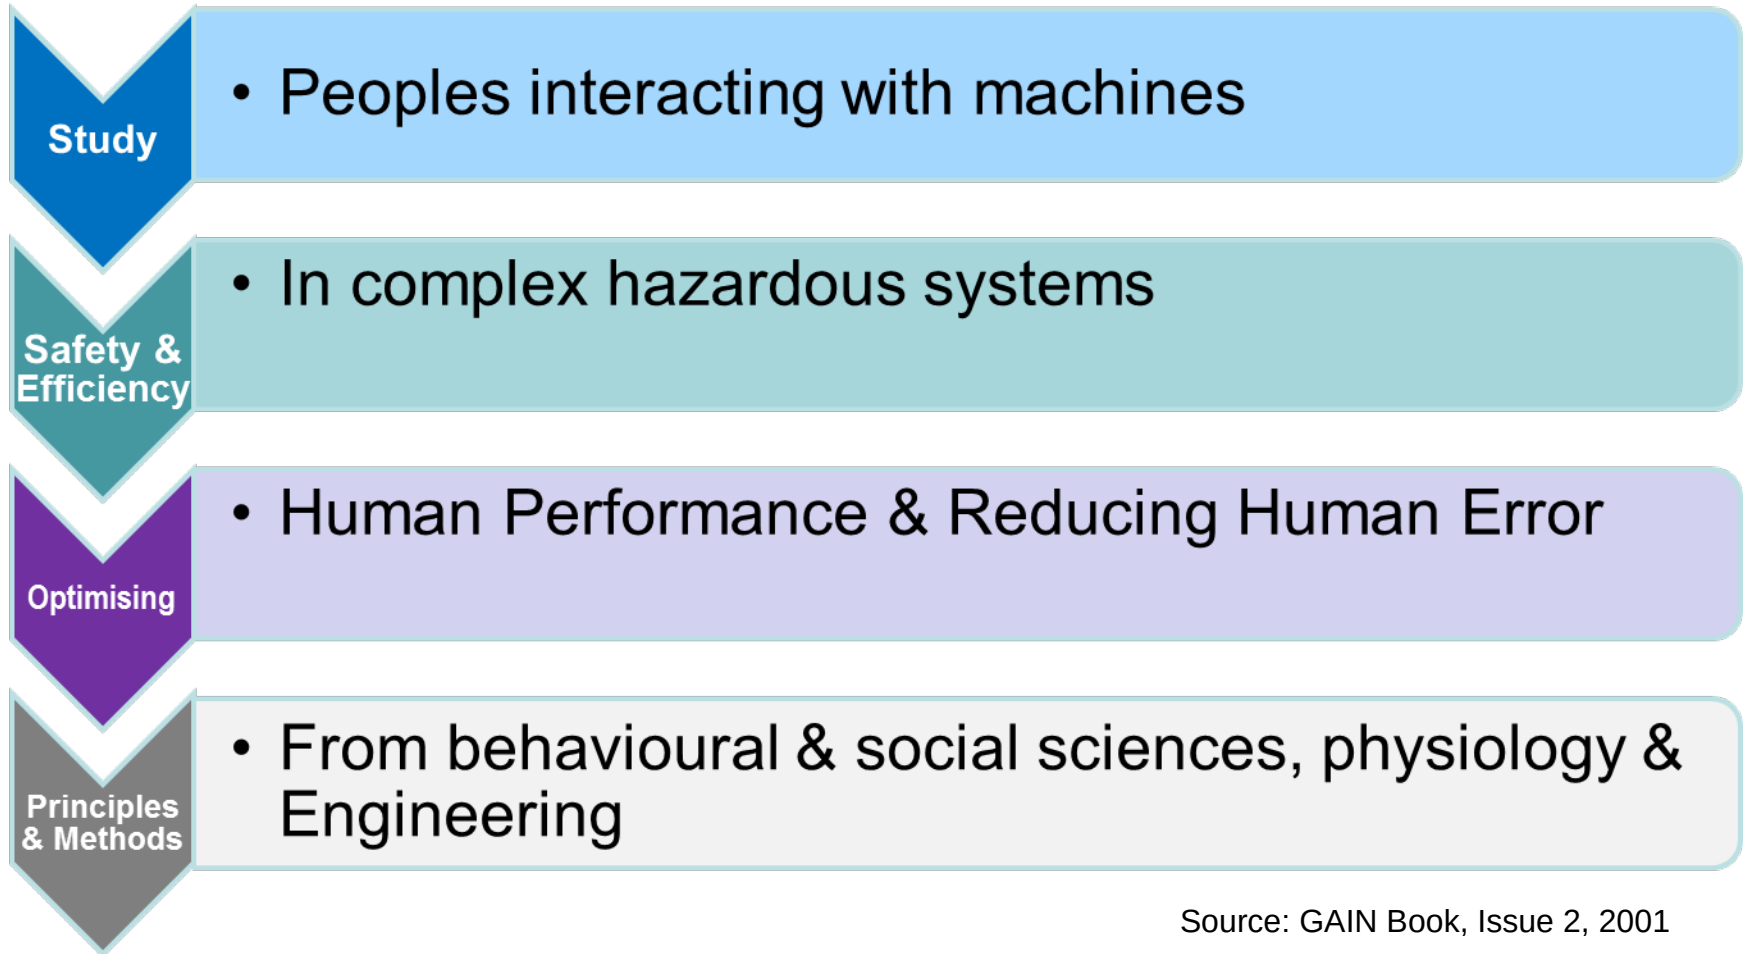 Study
• Peoples interacting with machines
Safety &
Efficiency
• In complex hazardous systems
Optimising
• Human Performance & Reducing Human Error
Principles
& Methods
• From behavioural & social sciences, physiology &
Engineering
Source: GAIN Book, Issue 2, 2001